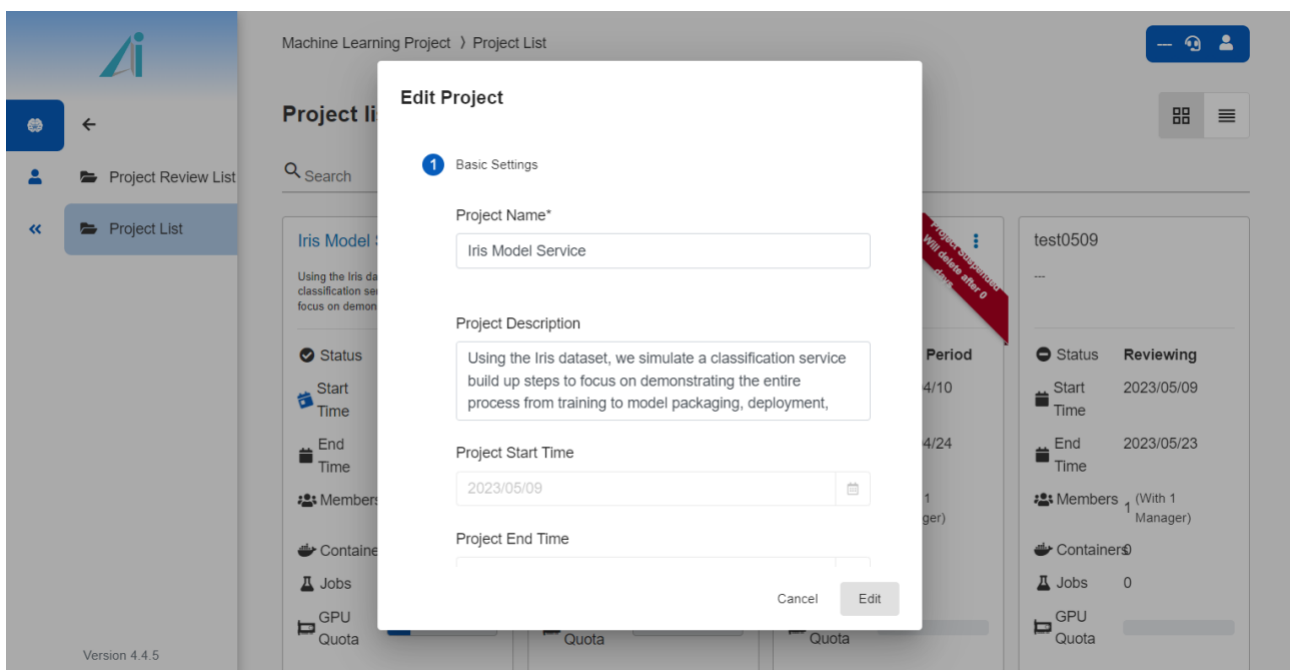 Machine Learning Project 〉 Project List
---
Project li
Project Review List
Project List
Search
Version 4.4.5
Edit Project
1
Basic Settings
Project Name*
Iris Model Service
Project Description
Using the Iris dataset, we simulate a classification service
build up steps to focus on demonstrating the entire
process from training to model packaging, deployment,
Project Start Time
2023/05/09
Project End Time
Cancel
Edit
Iris Model
Using the Iris da
classification se
focus on demon
Status
Start
Time
End
Time
Members
Containe
Jobs
GPU
Quota
Quota
Project Suspended
Will delete after 0
days
Period
4/10
4/24
1
ger)
Quota
test0509
---
Status
Reviewing
Start
Time
2023/05/09
End
Time
2023/05/23
Members
1
(With 1
Manager)
Containers
0
Jobs
0
GPU
Quota